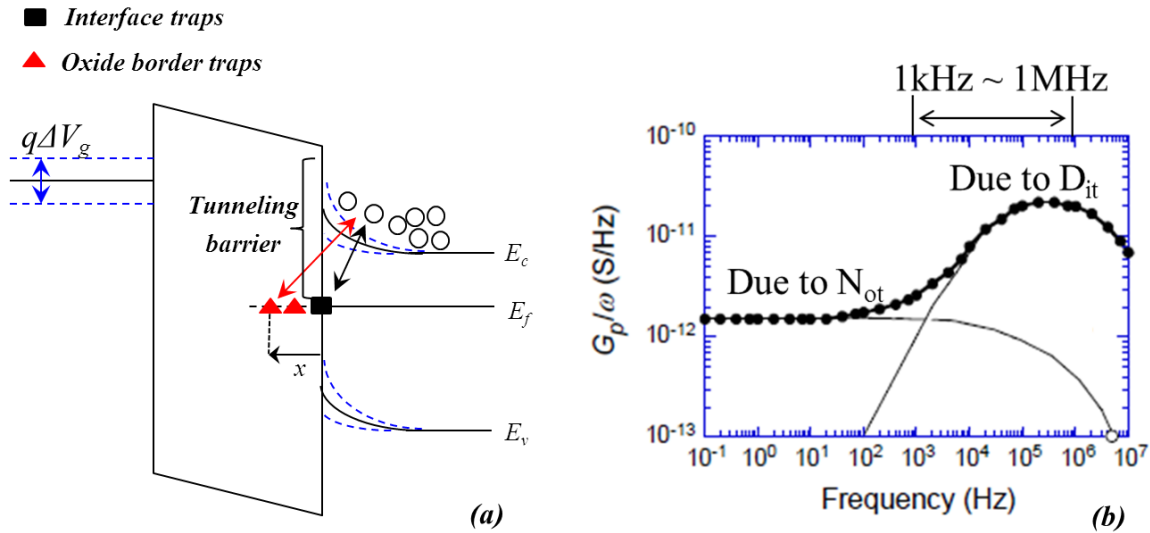 Interface traps
Oxide border traps
qΔVg
Tunneling
barrier
Ec
Ef
x
Ev
(a)
1kHz ~ 1MHz
10-10
10-11
10-12
10-13
Gp/ω (S/Hz)
Due to Dit
Due to Not
10-1 100 101 102 103 104 105 106 107
Frequency (Hz)
(b)